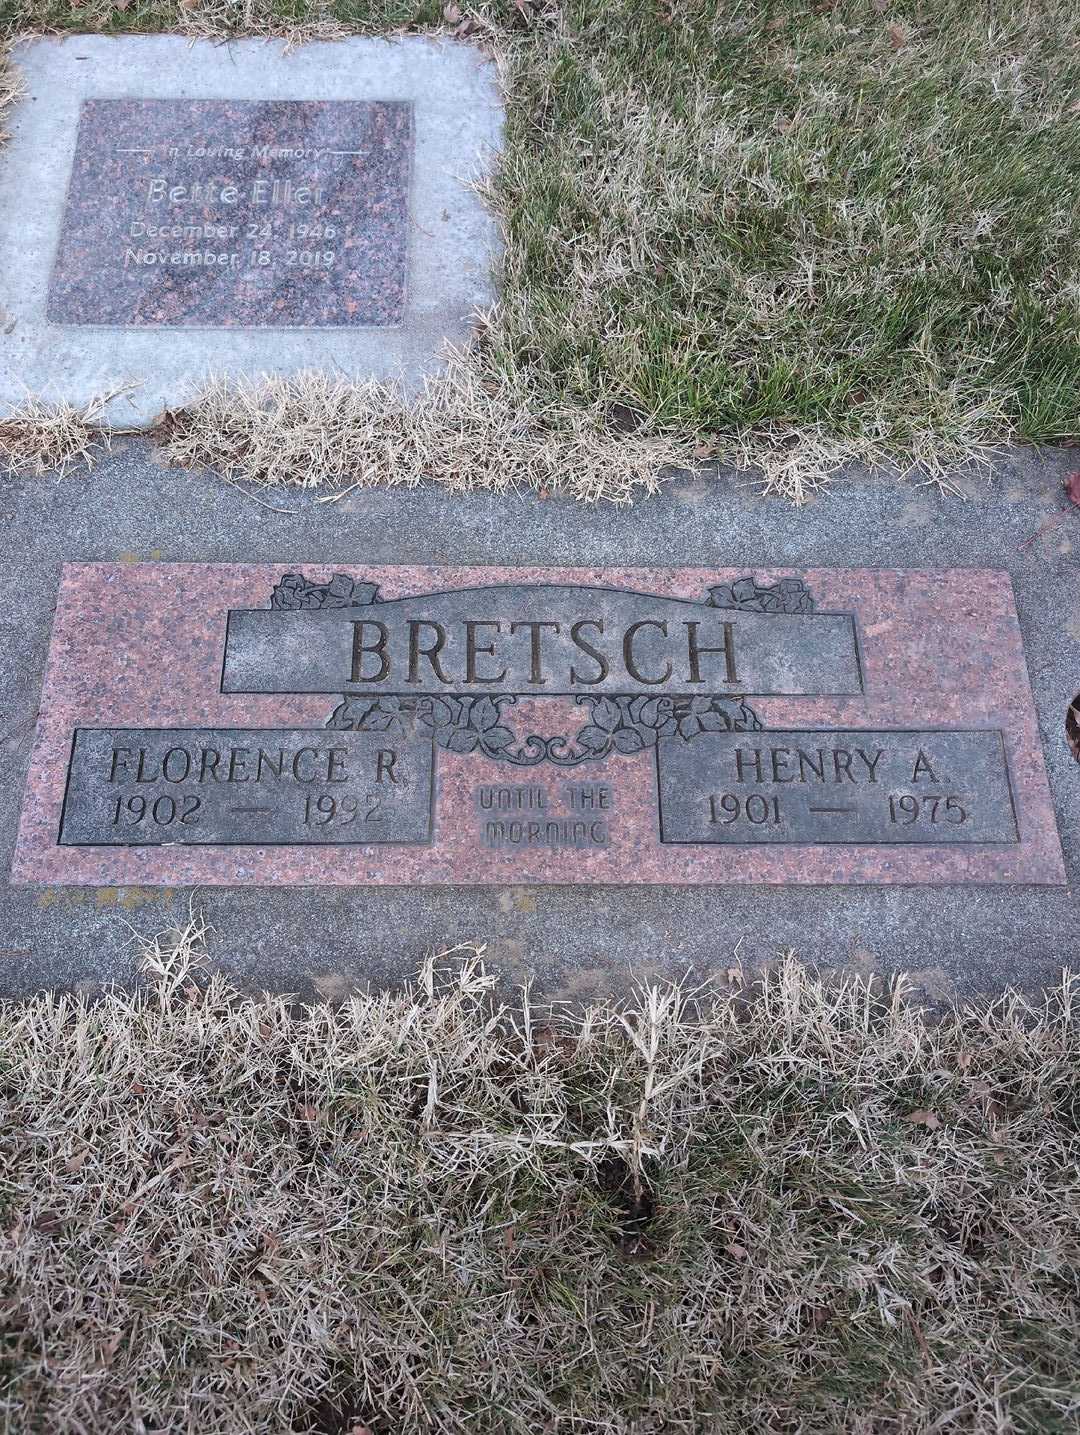 In Loving Memory
Berte Eller
December 24, 1946
November 18, 2019
BRETSCH
FLORENCE R.
1902 — 1992
UNTIL THE
MORNING
HENRY A.
1901 — 1975